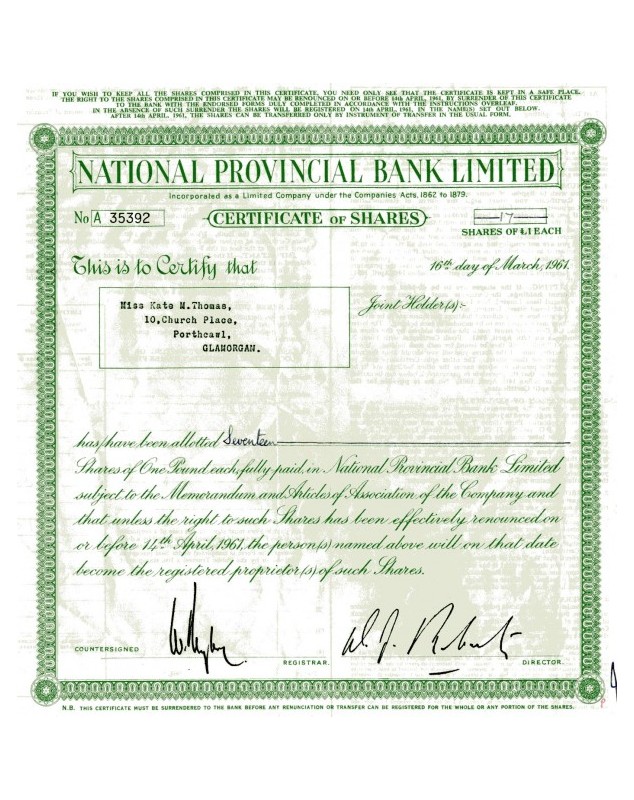 IF YOU WISH TO KEEP ALL THE SHARES COMPRISED IN THIS CERTIFICATE, YOU NEED ONLY SEE THAT THE CERTIFICATE IS KEPT IN A SAFE PLACE.
THE RIGHT TO THE SHARES COMPRISED IN THIS CERTIFICATE MAY BE RENOUNCED ON OR BEFORE 14th APRIL, 1961, BY SURRENDER OF THIS CERTIFICATE
TO THE BANK WITH THE ENDORSED FORMS DULY COMPLETED IN ACCORDANCE WITH THE INSTRUCTIONS OVERLEAF.
IN THE ABSENCE OF SUCH SURRENDER THE SHARES WILL BE REGISTERED ON 14th APRIL, 1961, IN THE NAME(S) SET OUT BELOW.
AFTER 14th APRIL, 1961, THE SHARES CAN BE TRANSFERRED ONLY BY INSTRUMENT OF TRANSFER IN THE USUAL FORM.
NATIONAL PROVINCIAL BANK LIMITED
Incorporated as a Limited Company under the Companies Acts, 1862 to 1879.
No A 35392
CERTIFICATE OF SHARES
17
SHARES OF £1 EACH
This is to Certify that
16th day of March, 1961.
Miss Kate M.Thomas,
10,Church Place,
Porthcawl,
GLAMORGAN.
Joint Holder(s):-
has/have been allotted Seventeen
Shares of One Pound each, fully paid, in National Provincial Bank Limited
subject to the Memorandum and Articles of Association of the Company and
that unless the right to such Shares has been effectively renounced on
or before 14th April, 1961, the person(s) named above will on that date
become the registered proprietor(s) of such Shares.
COUNTERSIGNED
REGISTRAR.
DIRECTOR.
N.B. THIS CERTIFICATE MUST BE SURRENDERED TO THE BANK BEFORE ANY RENUNCIATION OR TRANSFER CAN BE REGISTERED FOR THE WHOLE OR ANY PORTION OF THE SHARES.